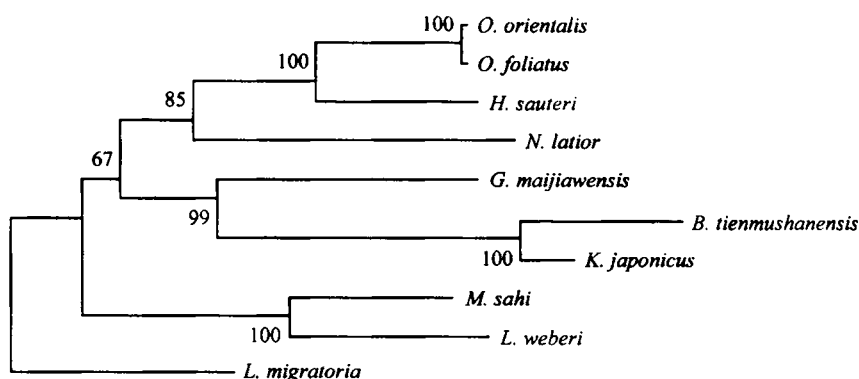 100
O. orientalis
O. foliatus
100
H. sauteri
85
N. latior
67
G. maijiawensis
99
B. tienmushanensis
100
K. japonicus
M. sahi
100
L. weberi
L. migratoria